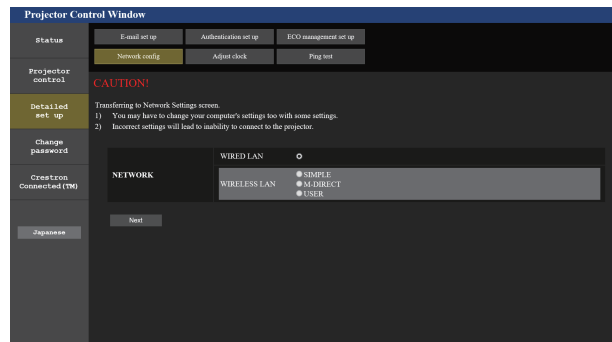 Projector Control Window
Status
E-mail set up
Authentication set up
ECO management set up
Network config
Adjust clock
Ping test
Projector
control
Detailed
set up
Change
password
Crestron
Connected(TM)
Japanese
CAUTION!
Transferring to Network Settings screen.
1) You may have to change your computer's settings too with some settings.
2) Incorrect settings will lead to inability to connect to the projector.
NETWORK
WIRED LAN
WIRELESS LAN
SIMPLE
M-DIRECT
USER
Next